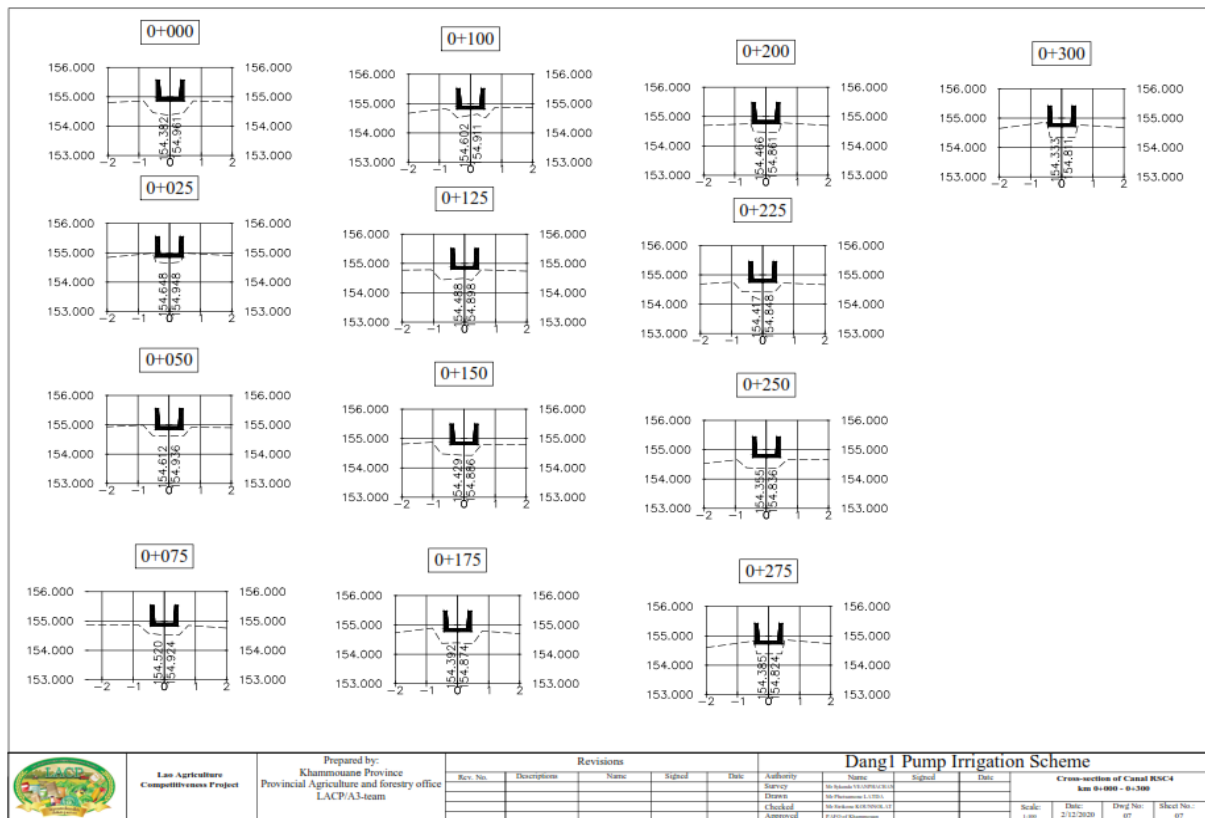 0+000
156.000 156.000
155.000 155.000
154.000 154.000
153.000 153.000
154.382
154.961
-2 -1 0 1 2
0+100
156.000 156.000
155.000 155.000
154.000 154.000
153.000 153.000
154.602
154.911
-2 -1 0 1 2
0+200
156.000 156.000
155.000 155.000
154.000 154.000
153.000 153.000
154.466
154.861
-2 -1 0 1 2
0+300
156.000 156.000
155.000 155.000
154.000 154.000
153.000 153.000
154.333
154.811
-2 -1 0 1 2
0+025
156.000 156.000
155.000 155.000
154.000 154.000
153.000 153.000
154.648
154.948
-2 -1 0 1 2
0+125
156.000 156.000
155.000 155.000
154.000 154.000
153.000 153.000
154.488
154.898
-2 -1 0 1 2
0+225
156.000 156.000
155.000 155.000
154.000 154.000
153.000 153.000
154.417
154.848
-2 -1 0 1 2
0+050
156.000 156.000
155.000 155.000
154.000 154.000
153.000 153.000
154.612
154.936
-2 -1 0 1 2
0+150
156.000 156.000
155.000 155.000
154.000 154.000
153.000 153.000
154.429
154.886
-2 -1 0 1 2
0+250
156.000 156.000
155.000 155.000
154.000 154.000
153.000 153.000
154.355
154.836
-2 -1 0 1 2
0+075
156.000 156.000
155.000 155.000
154.000 154.000
153.000 153.000
154.520
154.924
-2 -1 0 1 2
0+175
156.000 156.000
155.000 155.000
154.000 154.000
153.000 153.000
154.392
154.874
-2 -1 0 1 2
0+275
156.000 156.000
155.000 155.000
154.000 154.000
153.000 153.000
154.385
154.824
-2 -1 0 1 2
LACP
Lao Agriculture
Competitiveness Project
Prepared by:
Khammouane Province
Provincial Agriculture and forestry office
LACP/A3-team
Revisions
Rev. No. Descriptions Name Signed Date
Dang1 Pump Irrigation Scheme
Authority Name Signed Date
Survey
Drawn
Checked
Approved
Cross-section of Canal RSC4
km 0+000 - 0+300
Scale: Date: Dwg No: Sheet No.:
2/12/2020 07 07